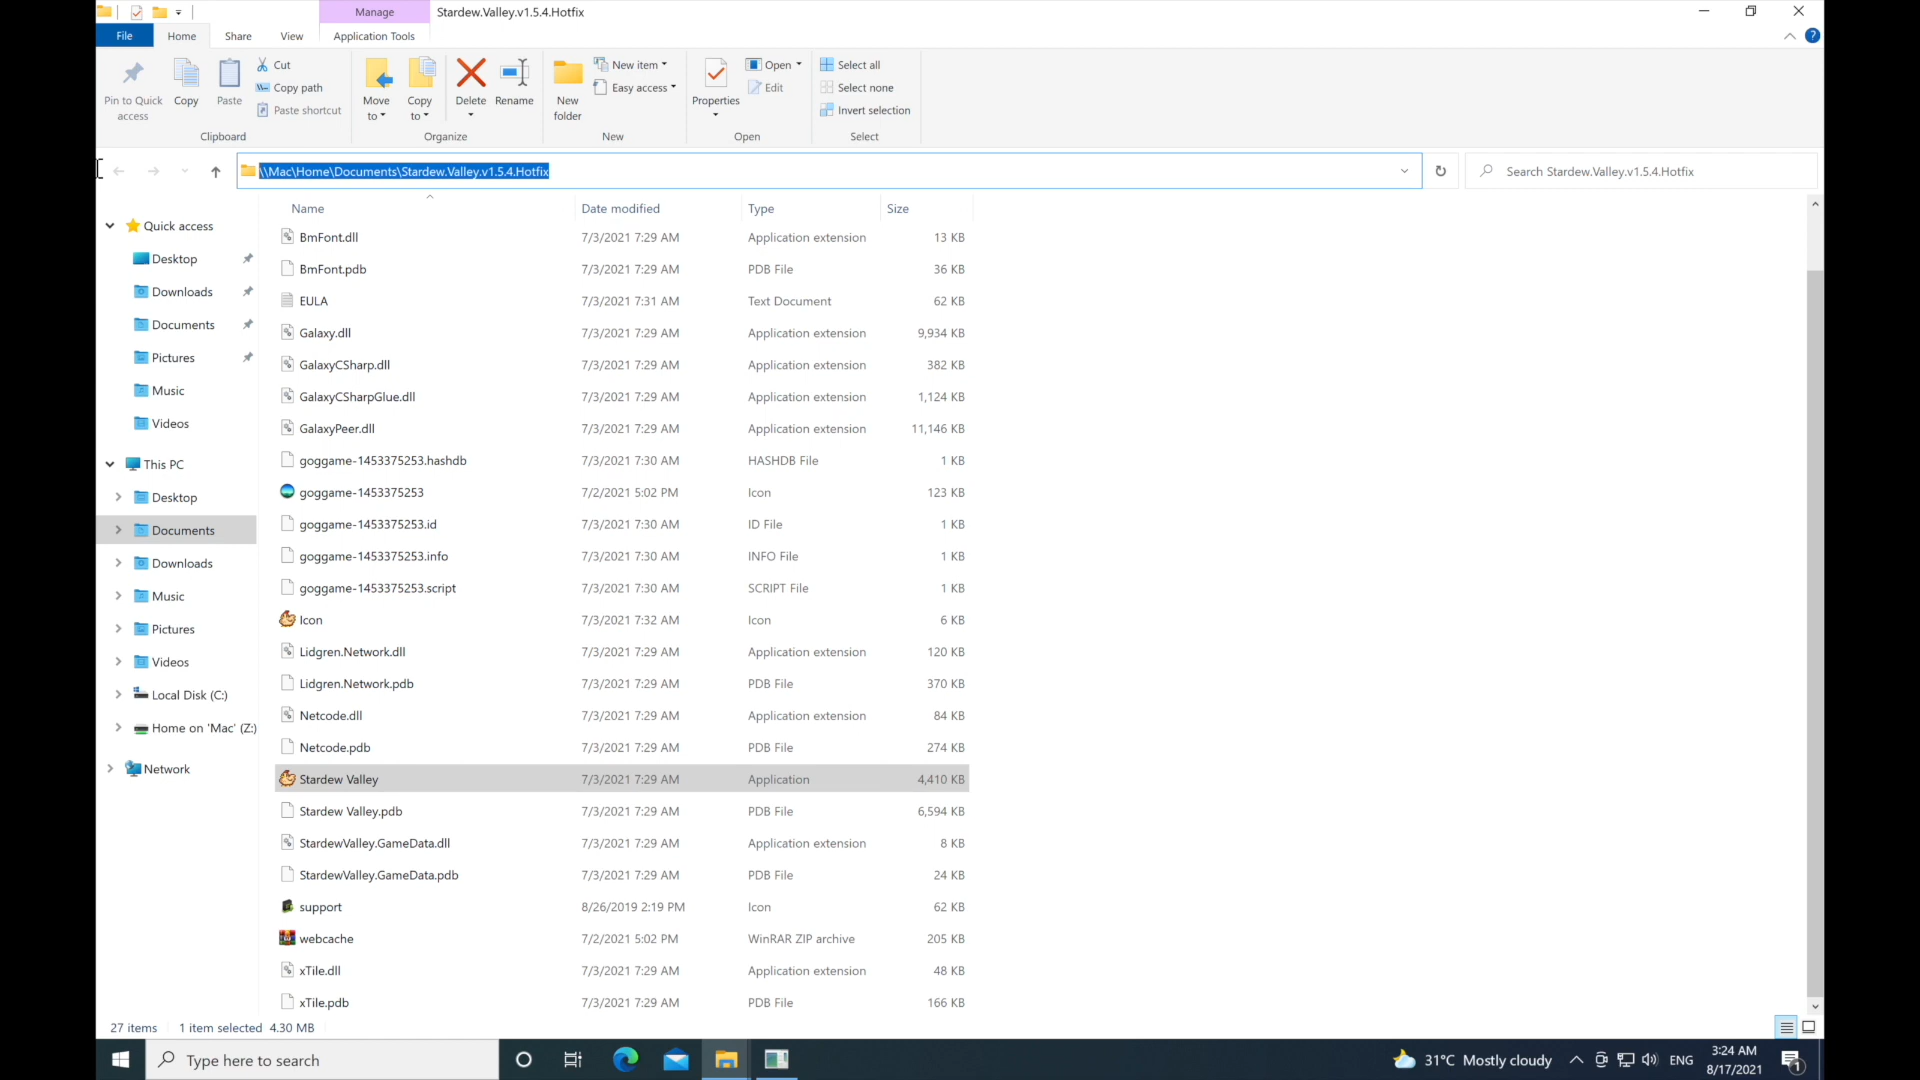 Manage
Stardew.Valley.v1.5.4.Hotfix
File
Home
Share
View
Application Tools
Pin to Quick access
Copy
Paste
Cut
Copy path
Paste shortcut
Clipboard
Move to
Copy to
Delete
Rename
Organize
New folder
New item
Easy access
New
Properties
Open
Edit
Open
Select all
Select none
Invert selection
Select
\\Mac\Home\Documents\Stardew.Valley.v1.5.4.Hotfix
Search Stardew.Valley.v1.5.4.Hotfix
Quick access
Desktop
Downloads
Documents
Pictures
Music
Videos
This PC
Desktop
Documents
Downloads
Music
Pictures
Videos
Local Disk (C:)
Home on 'Mac' (Z:)
Network
Name Date modified Type Size
BmFont.dll 7/3/2021 7:29 AM Application extension 13 KB
BmFont.pdb 7/3/2021 7:29 AM PDB File 36 KB
EULA 7/3/2021 7:31 AM Text Document 62 KB
Galaxy.dll 7/3/2021 7:29 AM Application extension 9,934 KB
GalaxyCSharp.dll 7/3/2021 7:29 AM Application extension 382 KB
GalaxyCSharpGlue.dll 7/3/2021 7:29 AM Application extension 1,124 KB
GalaxyPeer.dll 7/3/2021 7:29 AM Application extension 11,146 KB
goggame-1453375253.hashdb 7/3/2021 7:30 AM HASHDB File 1 KB
goggame-1453375253 7/2/2021 5:02 PM Icon 123 KB
goggame-1453375253.id 7/3/2021 7:30 AM ID File 1 KB
goggame-1453375253.info 7/3/2021 7:30 AM INFO File 1 KB
goggame-1453375253.script 7/3/2021 7:30 AM SCRIPT File 1 KB
Icon 7/3/2021 7:32 AM Icon 6 KB
Lidgren.Network.dll 7/3/2021 7:29 AM Application extension 120 KB
Lidgren.Network.pdb 7/3/2021 7:29 AM PDB File 370 KB
Netcode.dll 7/3/2021 7:29 AM Application extension 84 KB
Netcode.pdb 7/3/2021 7:29 AM PDB File 274 KB
Stardew Valley 7/3/2021 7:29 AM Application 4,410 KB
Stardew Valley.pdb 7/3/2021 7:29 AM PDB File 6,594 KB
StardewValley.GameData.dll 7/3/2021 7:29 AM Application extension 8 KB
StardewValley.GameData.pdb 7/3/2021 7:29 AM PDB File 24 KB
support 8/26/2019 2:19 PM Icon 62 KB
webcache 7/2/2021 5:02 PM WinRAR ZIP archive 205 KB
xTile.dll 7/3/2021 7:29 AM Application extension 48 KB
xTile.pdb 7/3/2021 7:29 AM PDB File 166 KB
27 items 1 item selected 4.30 MB
Type here to search
31°C Mostly cloudy
ENG
3:24 AM
8/17/2021
1